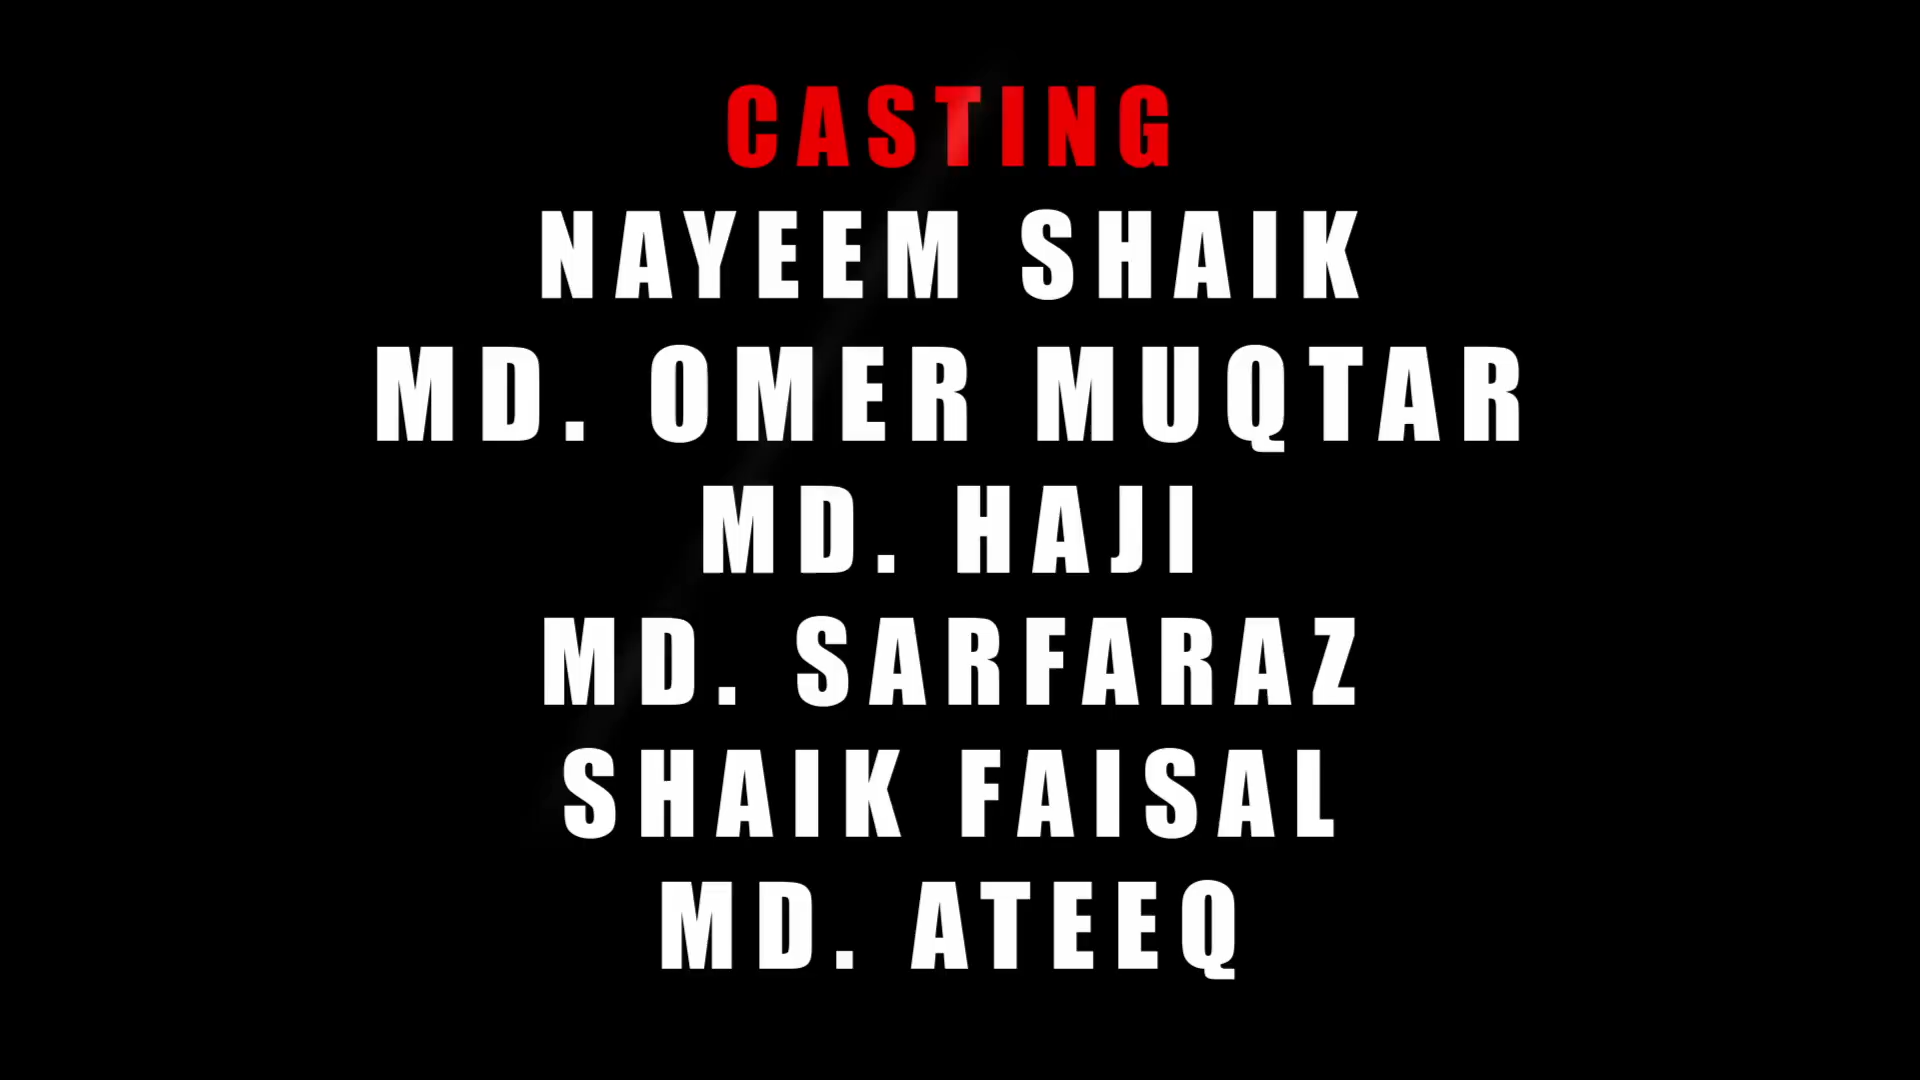 CASTING
NAYEEM SHAIK
MD. OMER MUQTAR
MD. HAJI
MD. SARFARAZ
SHAIK FAISAL
MD. ATEEQ